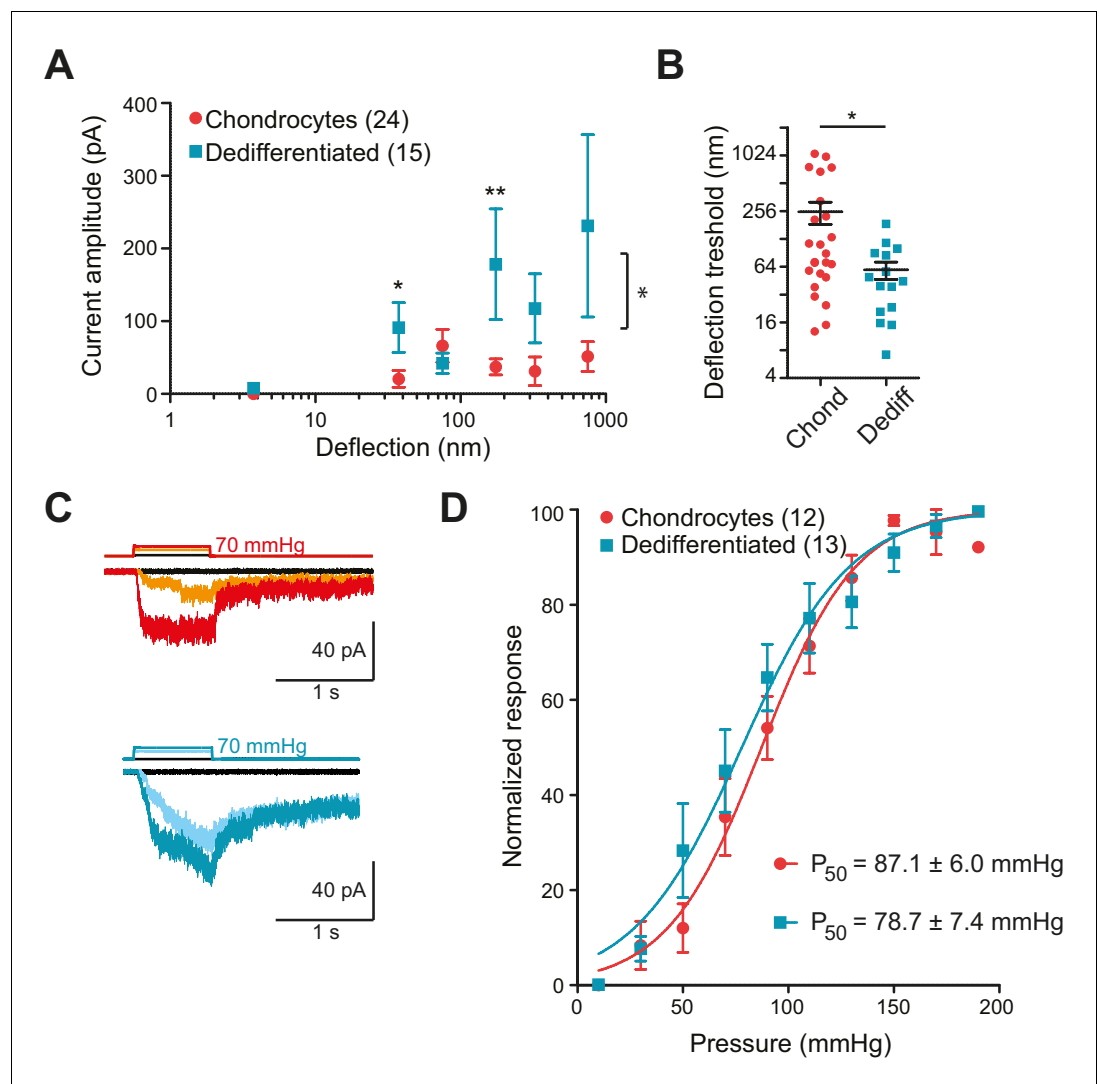 A
Current amplitude (pA)
400
300
200
100
0
Chondrocytes (24)
Dedifferentiated (15)
*
**
*
1
10
100
1000
Deflection (nm)
B
Deflection treshold (nm)
1024
256
64
16
4
*
Chond
Dediff
C
70 mmHg
40 pA
1 s
70 mmHg
40 pA
1 s
D
Normalized response
100
80
60
40
20
0
Chondrocytes (12)
Dedifferentiated (13)
P50 = 87.1 ± 6.0 mmHg
P50 = 78.7 ± 7.4 mmHg
0
50
100
150
200
Pressure (mmHg)